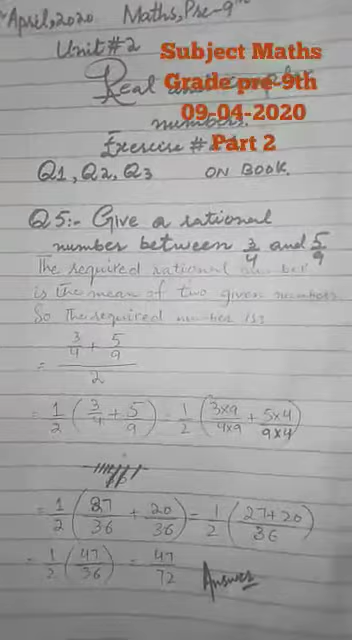 April, 2020 Maths, Pre-9th
Unit #2
Subject Maths
Real
Grade pre-9th
09-04-2020
numbers
Exercise #
Part 2
Q1, Q2, Q3 ON BOOK.
Q5:- Give a rational
number between 3/4 and 5/9
The required rational number
is the mean of two given number
So the required number is:
= (3/4 + 5/9) / 2
= 1/2 (3/4 + 5/9) = 1/2 (3×9/4×9 + 5×4/9×4)
= 1/2 (27/36 + 20/36) = 1/2 (27+20/36)
= 1/2 (47/36) = 47/72 Answer